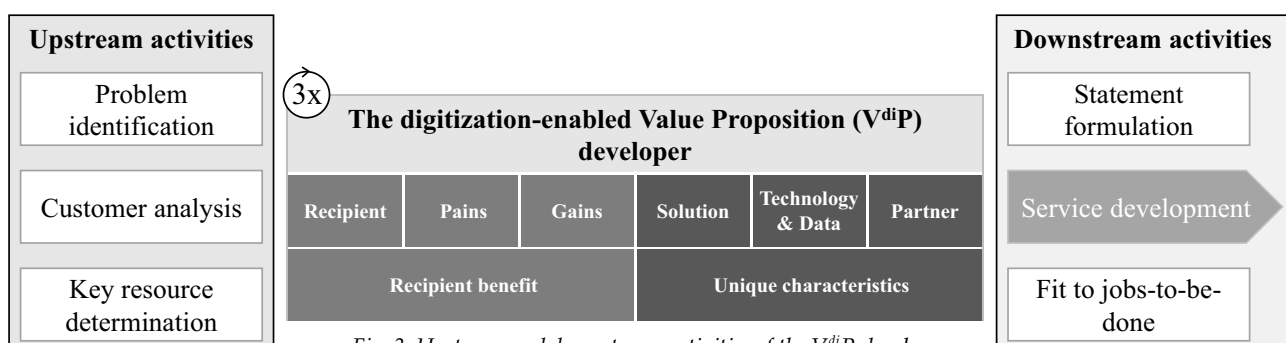 Upstream activities
Problem
identification
Customer analysis
Key resource
determination
3x
The digitization-enabled Value Proposition (VdiP)
developer
Recipient
Pains
Gains
Solution
Technology
& Data
Partner
Recipient benefit
Unique characteristics
Downstream activities
Statement
formulation
Service development
Fit to jobs-to-be-
done